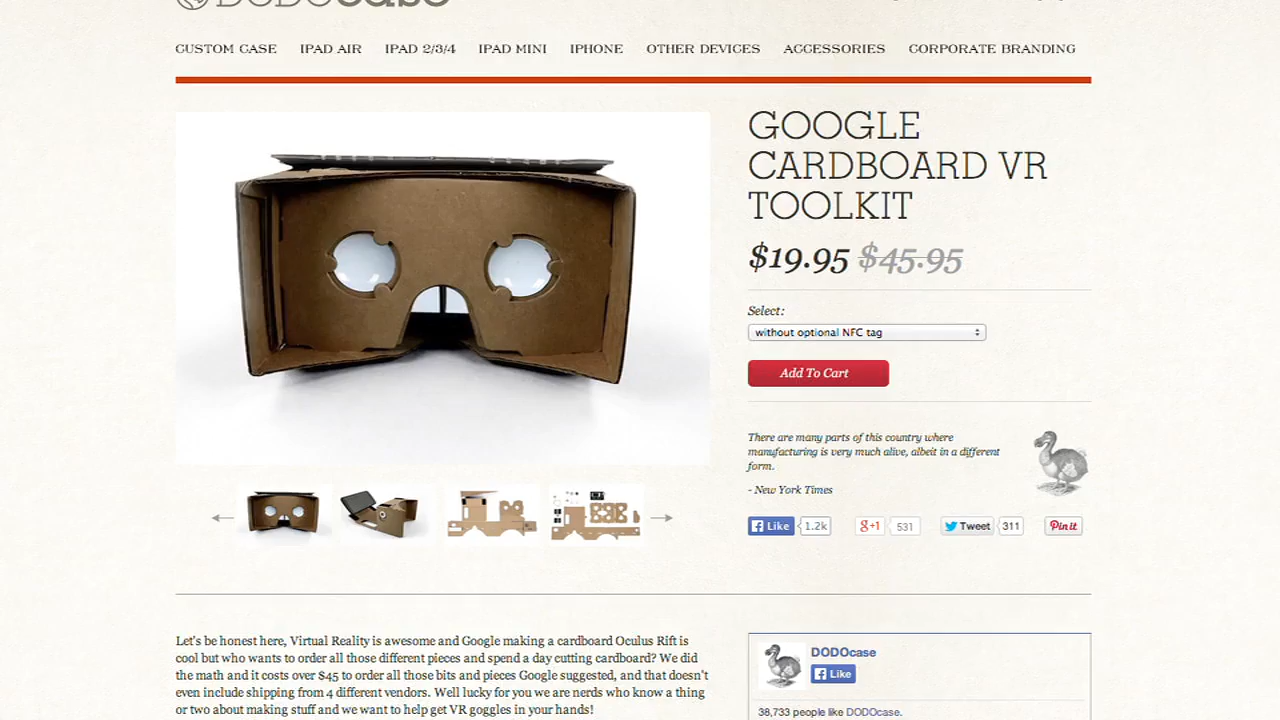 DODOcase
CUSTOM CASE IPAD AIR IPAD 2/3/4 IPAD MINI IPHONE OTHER DEVICES ACCESSORIES CORPORATE BRANDING
GOOGLE
CARDBOARD VR
TOOLKIT
$19.95 $45.95
Select:
without optional NFC tag
Add To Cart
There are many parts of this country where
manufacturing is very much alive, albeit in a different
form.
- New York Times
Like 1.2k g+1 531 Tweet 311 Pin it
Let's be honest here, Virtual Reality is awesome and Google making a cardboard Oculus Rift is
cool but who wants to order all those different pieces and spend a day cutting cardboard? We did
the math and it costs over $45 to order all those bits and pieces Google suggested, and that doesn't
even include shipping from 4 different vendors. Well lucky for you we are nerds who know a thing
or two about making stuff and we want to help get VR goggles in your hands!
DODOcase
Like
38,733 people like DODOcase.